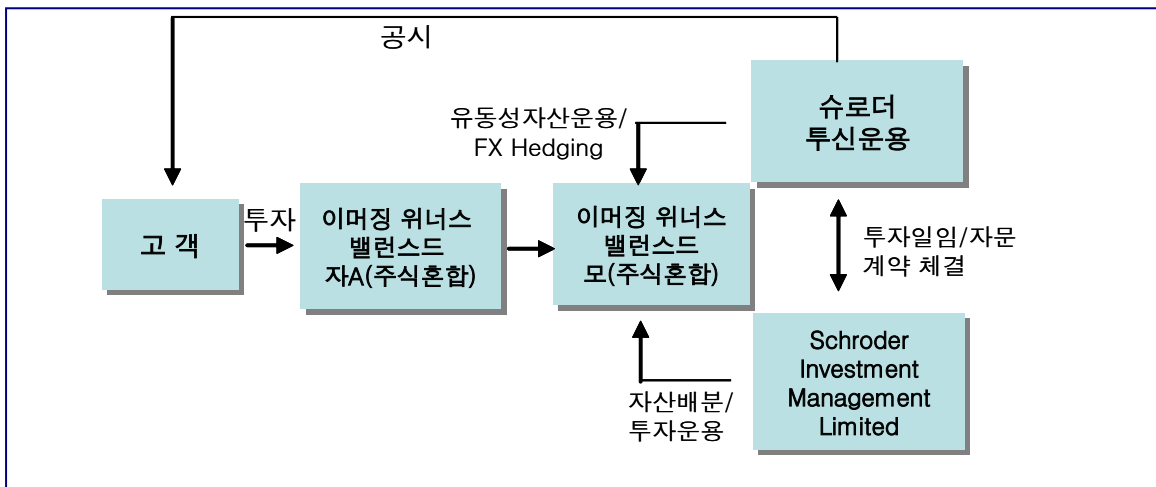 공시
슈로더
투신운용
유동성자산운용/
FX Hedging
고 객
투자
이머징 위너스
밸런스드
자A(주식혼합)
이머징 위너스
밸런스드
모(주식혼합)
투자일임/자문
계약 체결
Schroder
Investment
Management
Limited
자산배분/
투자운용